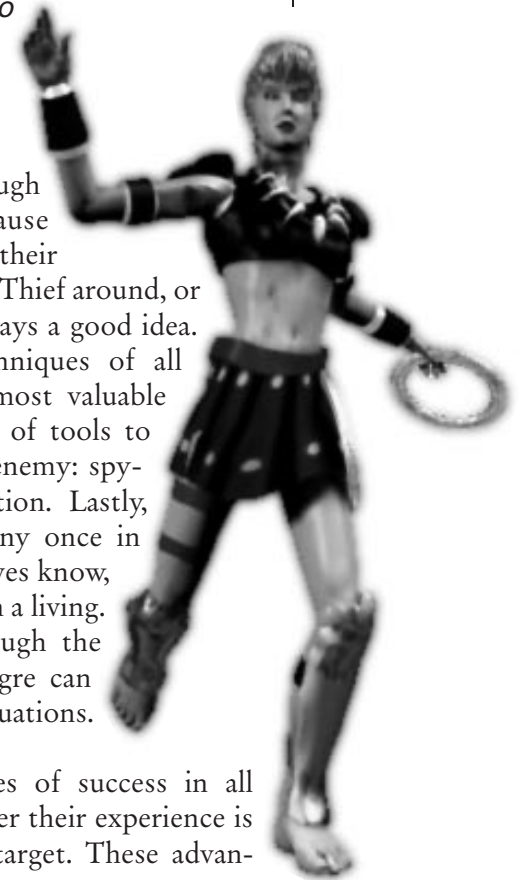 o
ugh
ause
their
Thief around, or
ays a good idea.
hniques of all
most valuable
of tools to
enemy: spy-
tion. Lastly,
ny once in
ves know,
n a living.
ugh the
gre can
uations.
es of success in all
er their experience is
target. These advan-